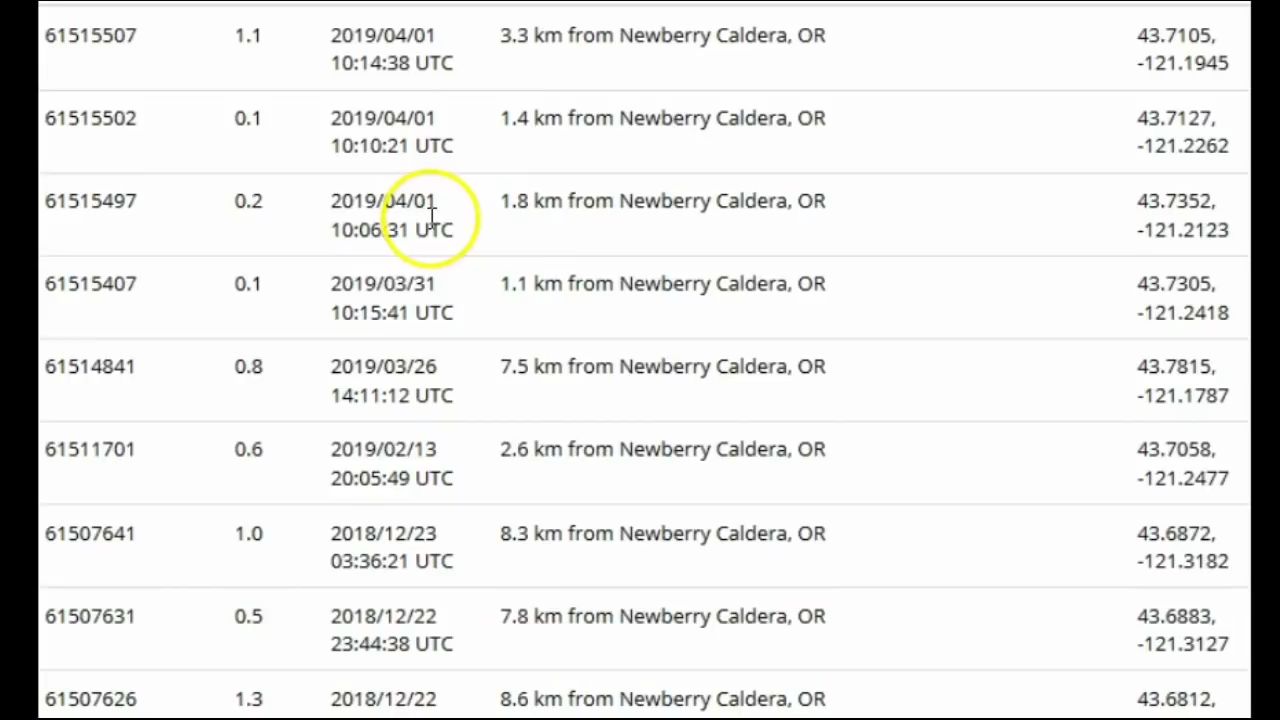 61515507 1.1 2019/04/01 3.3 km from Newberry Caldera, OR 43.7105,
10:14:38 UTC -121.1945
61515502 0.1 2019/04/01 1.4 km from Newberry Caldera, OR 43.7127,
10:10:21 UTC -121.2262
61515497 0.2 2019/04/01 1.8 km from Newberry Caldera, OR 43.7352,
10:06:31 UTC -121.2123
61515407 0.1 2019/03/31 1.1 km from Newberry Caldera, OR 43.7305,
10:15:41 UTC -121.2418
61514841 0.8 2019/03/26 7.5 km from Newberry Caldera, OR 43.7815,
14:11:12 UTC -121.1787
61511701 0.6 2019/02/13 2.6 km from Newberry Caldera, OR 43.7058,
20:05:49 UTC -121.2477
61507641 1.0 2018/12/23 8.3 km from Newberry Caldera, OR 43.6872,
03:36:21 UTC -121.3182
61507631 0.5 2018/12/22 7.8 km from Newberry Caldera, OR 43.6883,
23:44:38 UTC -121.3127
61507626 1.3 2018/12/22 8.6 km from Newberry Caldera, OR 43.6812,